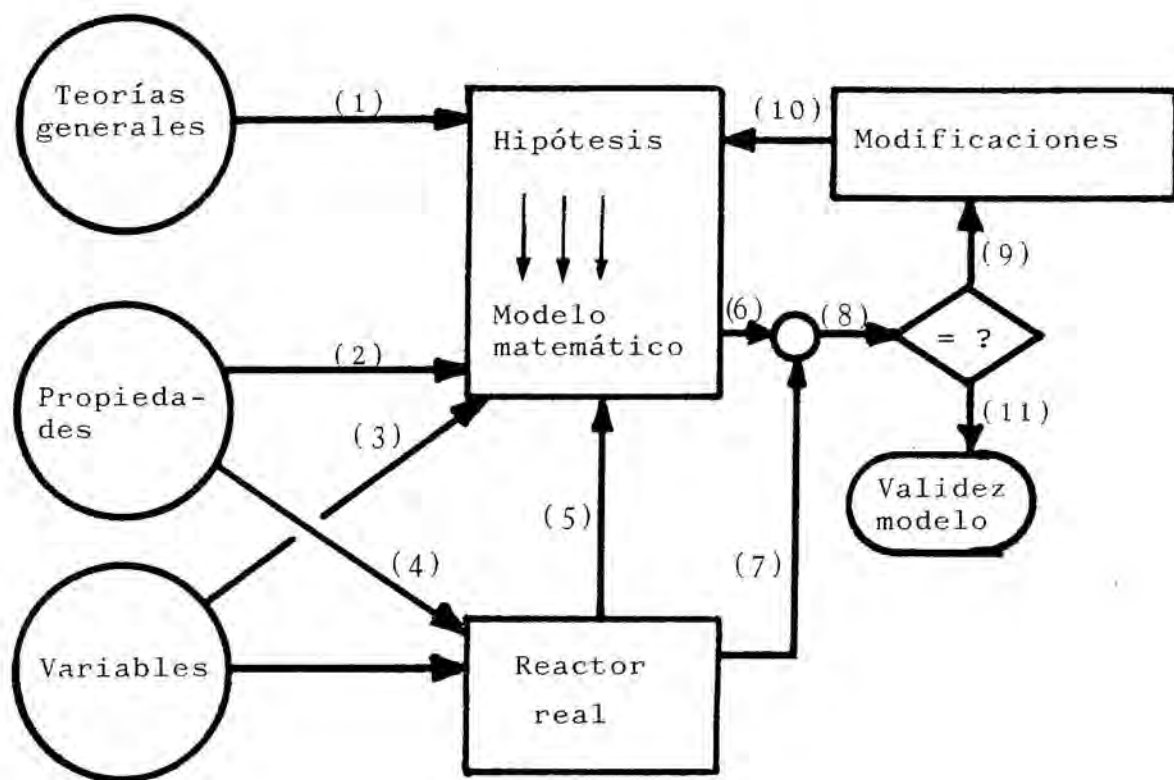 Teorías
generales
(1)
Hipótesis
(10)
Modificaciones
(9)
Modelo
matemático
(6)
(8)
= ?
(2)
Propieda-
des
(3)
(11)
Validez
modelo
(5)
(7)
(4)
Variables
Reactor
real